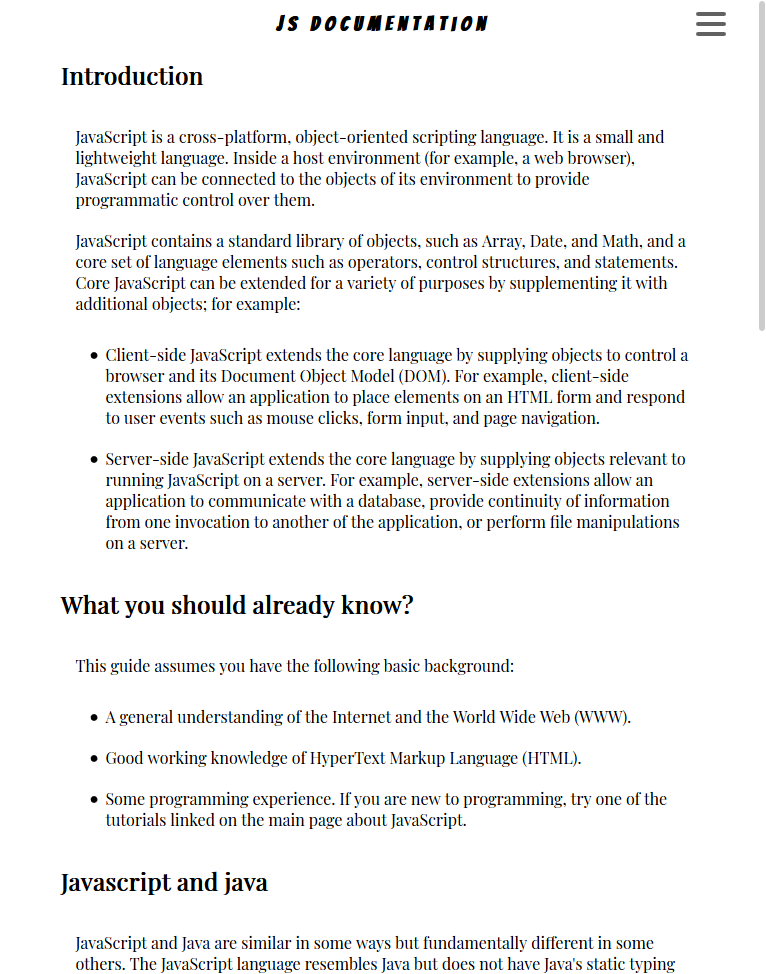 JS DOCUMENTATION
Introduction
JavaScript is a cross-platform, object-oriented scripting language. It is a small and
lightweight language. Inside a host environment (for example, a web browser),
JavaScript can be connected to the objects of its environment to provide
programmatic control over them.
JavaScript contains a standard library of objects, such as Array, Date, and Math, and a
core set of language elements such as operators, control structures, and statements.
Core JavaScript can be extended for a variety of purposes by supplementing it with
additional objects; for example:
• Client-side JavaScript extends the core language by supplying objects to control a
browser and its Document Object Model (DOM). For example, client-side
extensions allow an application to place elements on an HTML form and respond
to user events such as mouse clicks, form input, and page navigation.
• Server-side JavaScript extends the core language by supplying objects relevant to
running JavaScript on a server. For example, server-side extensions allow an
application to communicate with a database, provide continuity of information
from one invocation to another of the application, or perform file manipulations
on a server.
What you should already know?
This guide assumes you have the following basic background:
• A general understanding of the Internet and the World Wide Web (WWW).
• Good working knowledge of HyperText Markup Language (HTML).
• Some programming experience. If you are new to programming, try one of the
tutorials linked on the main page about JavaScript.
Javascript and java
JavaScript and Java are similar in some ways but fundamentally different in some
others. The JavaScript language resembles Java but does not have Java's static typing